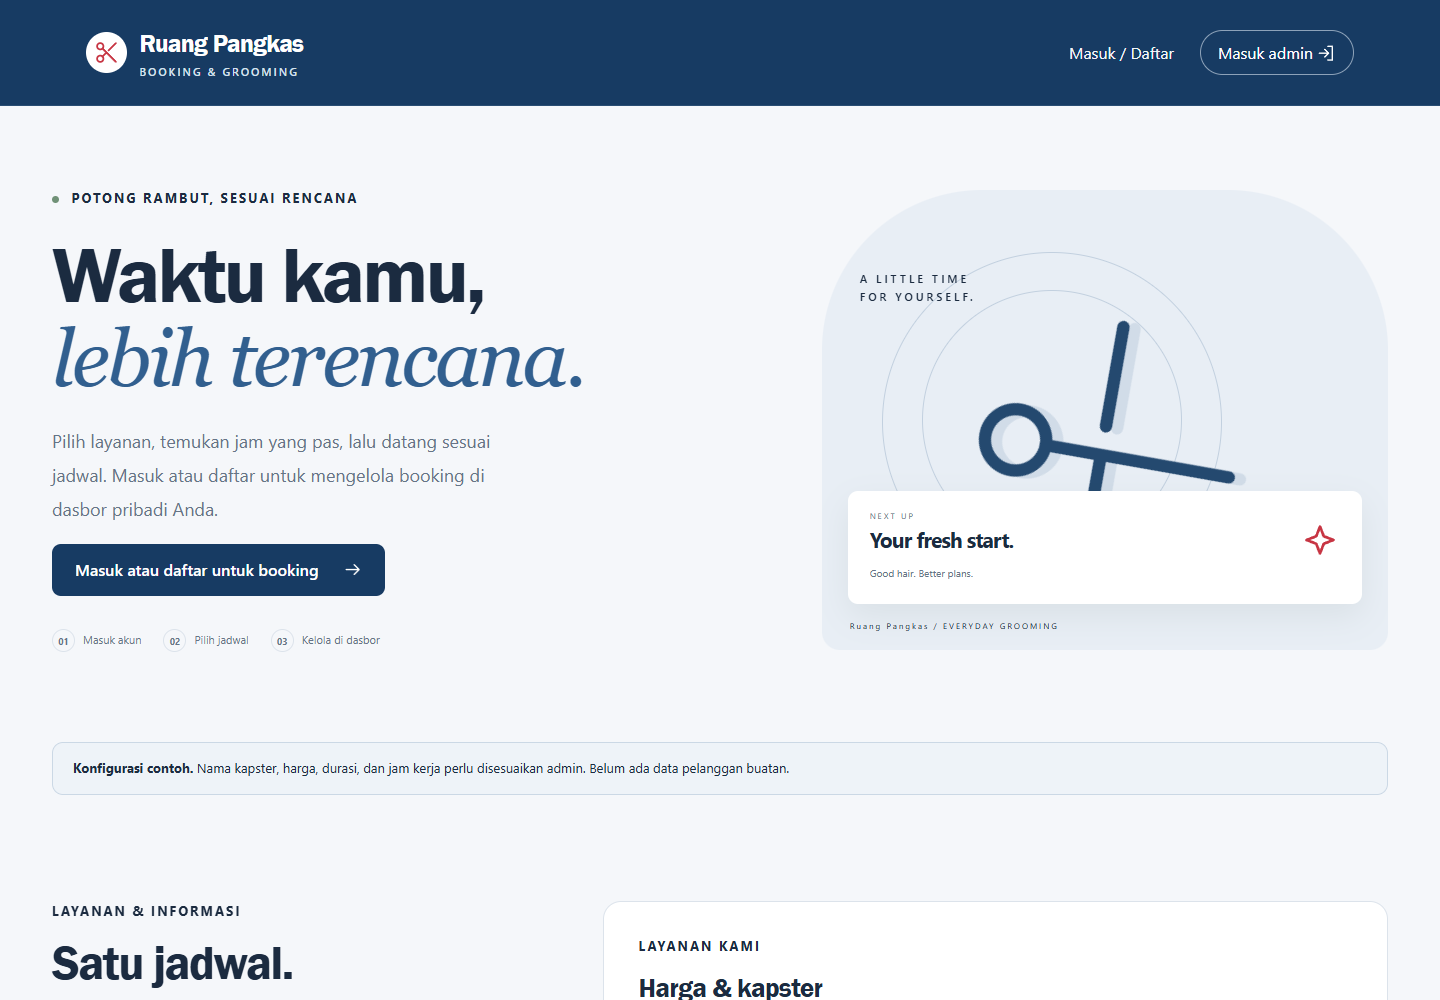 Ruang Pangkas
BOOKING & GROOMING
Masuk / Daftar
Masuk admin
POTONG RAMBUT, SESUAI RENCANA
Waktu kamu,
lebih terencana.
Pilih layanan, temukan jam yang pas, lalu datang sesuai
jadwal. Masuk atau daftar untuk mengelola booking di
dasbor pribadi Anda.
Masuk atau daftar untuk booking
01 Masuk akun
02 Pilih jadwal
03 Kelola di dasbor
A LITTLE TIME
FOR YOURSELF.
NEXT UP
Your fresh start.
Good hair. Better plans.
Ruang Pangkas / EVERYDAY GROOMING
Konfigurasi contoh. Nama kapster, harga, durasi, dan jam kerja perlu disesuaikan admin. Belum ada data pelanggan buatan.
LAYANAN & INFORMASI
Satu jadwal.
LAYANAN KAMI
Harga & kapster